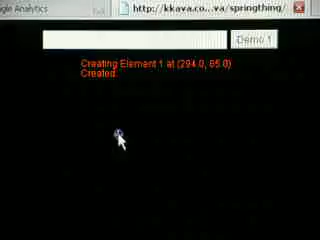 gle Analytics
http://kkava.co...va/springthing/
Demo 1
Creating Element 1 at (294.0, 65.0)
Created.